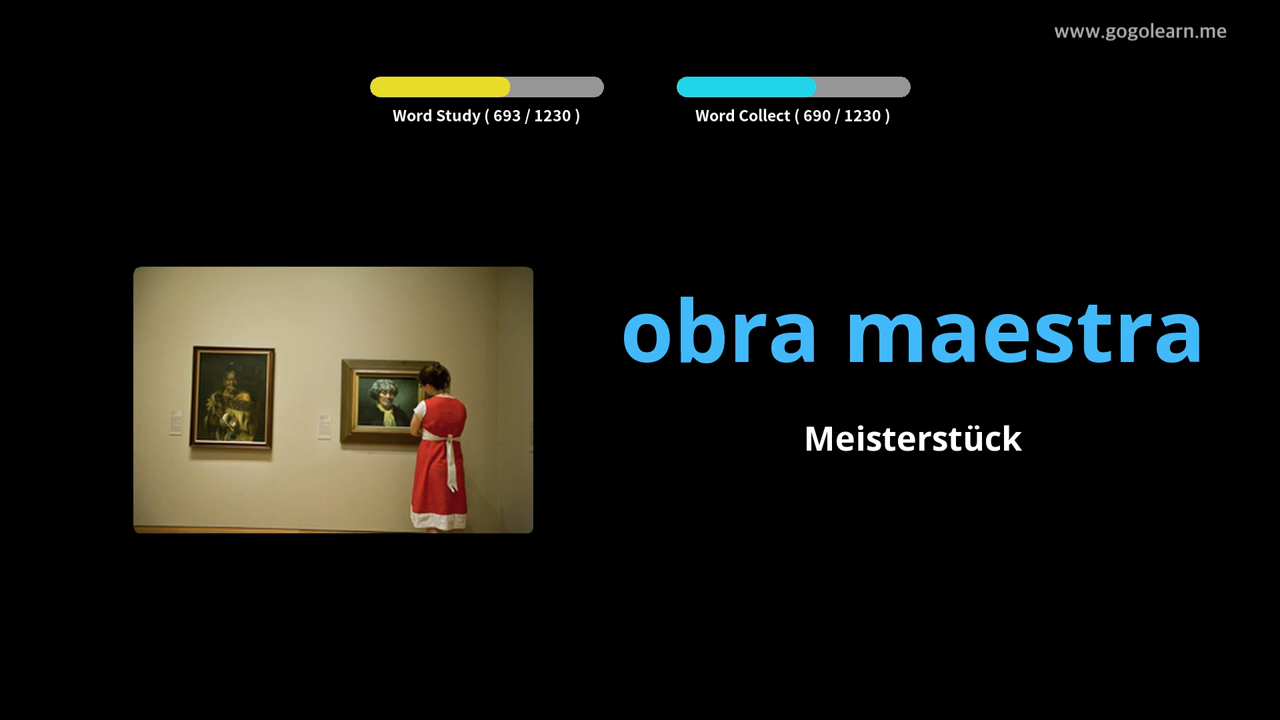 www.gogolearn.me
Word Study ( 693 / 1230 )
Word Collect ( 690 / 1230 )
obra maestra
Meisterstück